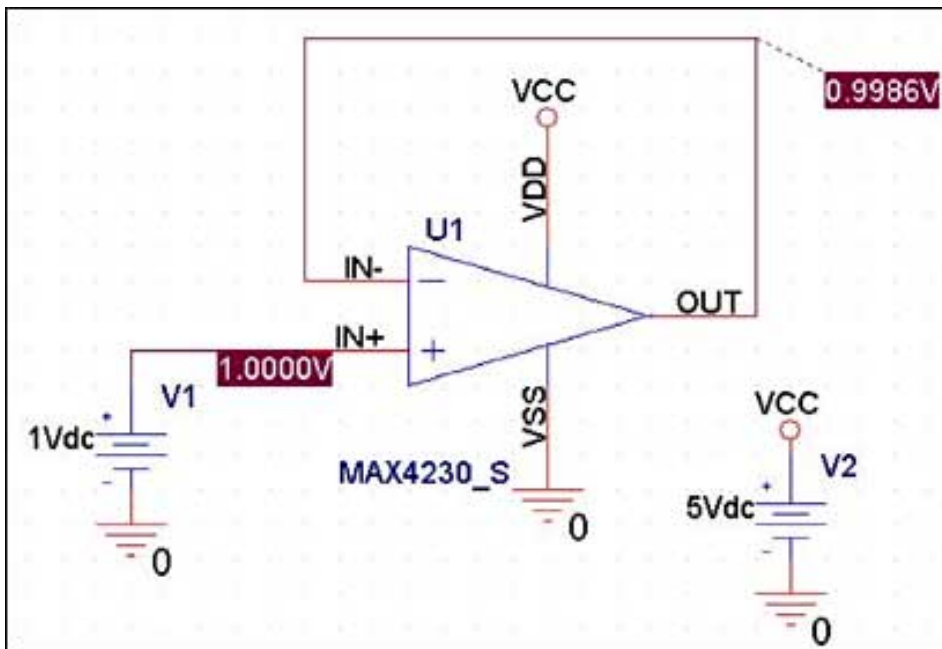 0.9986V
VCC
VDD
U1
IN-
−
OUT
IN+
+
1.0000V
V1
VSS
VCC
1Vdc
+
-
MAX4230_S
V2
5Vdc
+
-
0
0
0